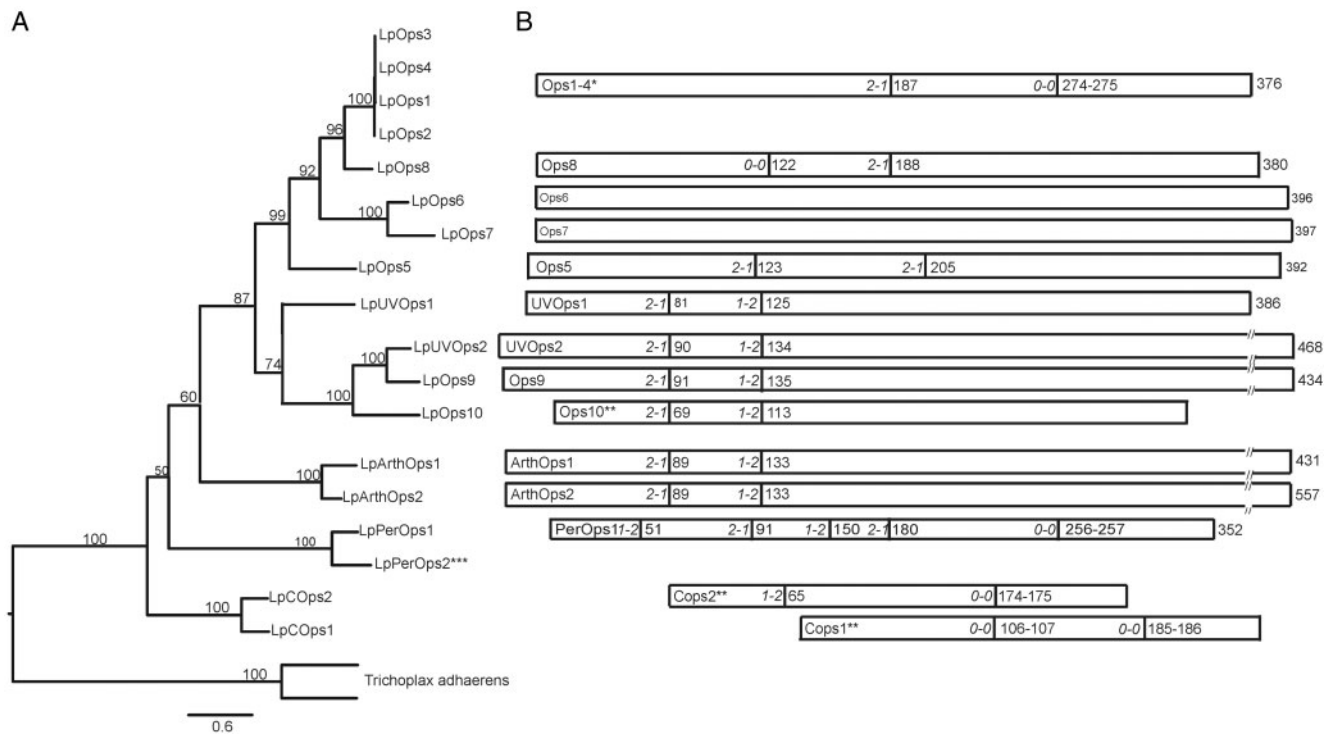 A
B
LpOps3
LpOps4
LpOps1
LpOps2
LpOps8
LpOps6
LpOps7
LpOps5
LpUVOps1
LpUVOps2
LpOps9
LpOps10
LpArthOps1
LpArthOps2
LpPerOps1
LpPerOps2***
LpCOps2
LpCOps1
Trichoplax adhaerens
100
96
92
100
99
87
74
100
100
60
100
50
100
100
100
100
0.6
Ops1-4* 2-1 187 0-0 274-275 376
Ops8 0-0 122 2-1 188 380
Ops6 396
Ops7 397
Ops5 2-1 123 2-1 205 392
UVOps1 2-1 81 1-2 125 386
UVOps2 2-1 90 1-2 134 // 468
Ops9 2-1 91 1-2 135 // 434
Ops10** 2-1 69 1-2 113
ArthOps1 2-1 89 1-2 133 // 431
ArthOps2 2-1 89 1-2 133 // 557
PerOps1 1-2 51 2-1 91 1-2 150 2-1 180 0-0 256-257 352
Cops2** 1-2 65 0-0 174-175
Cops1** 0-0 106-107 0-0 185-186